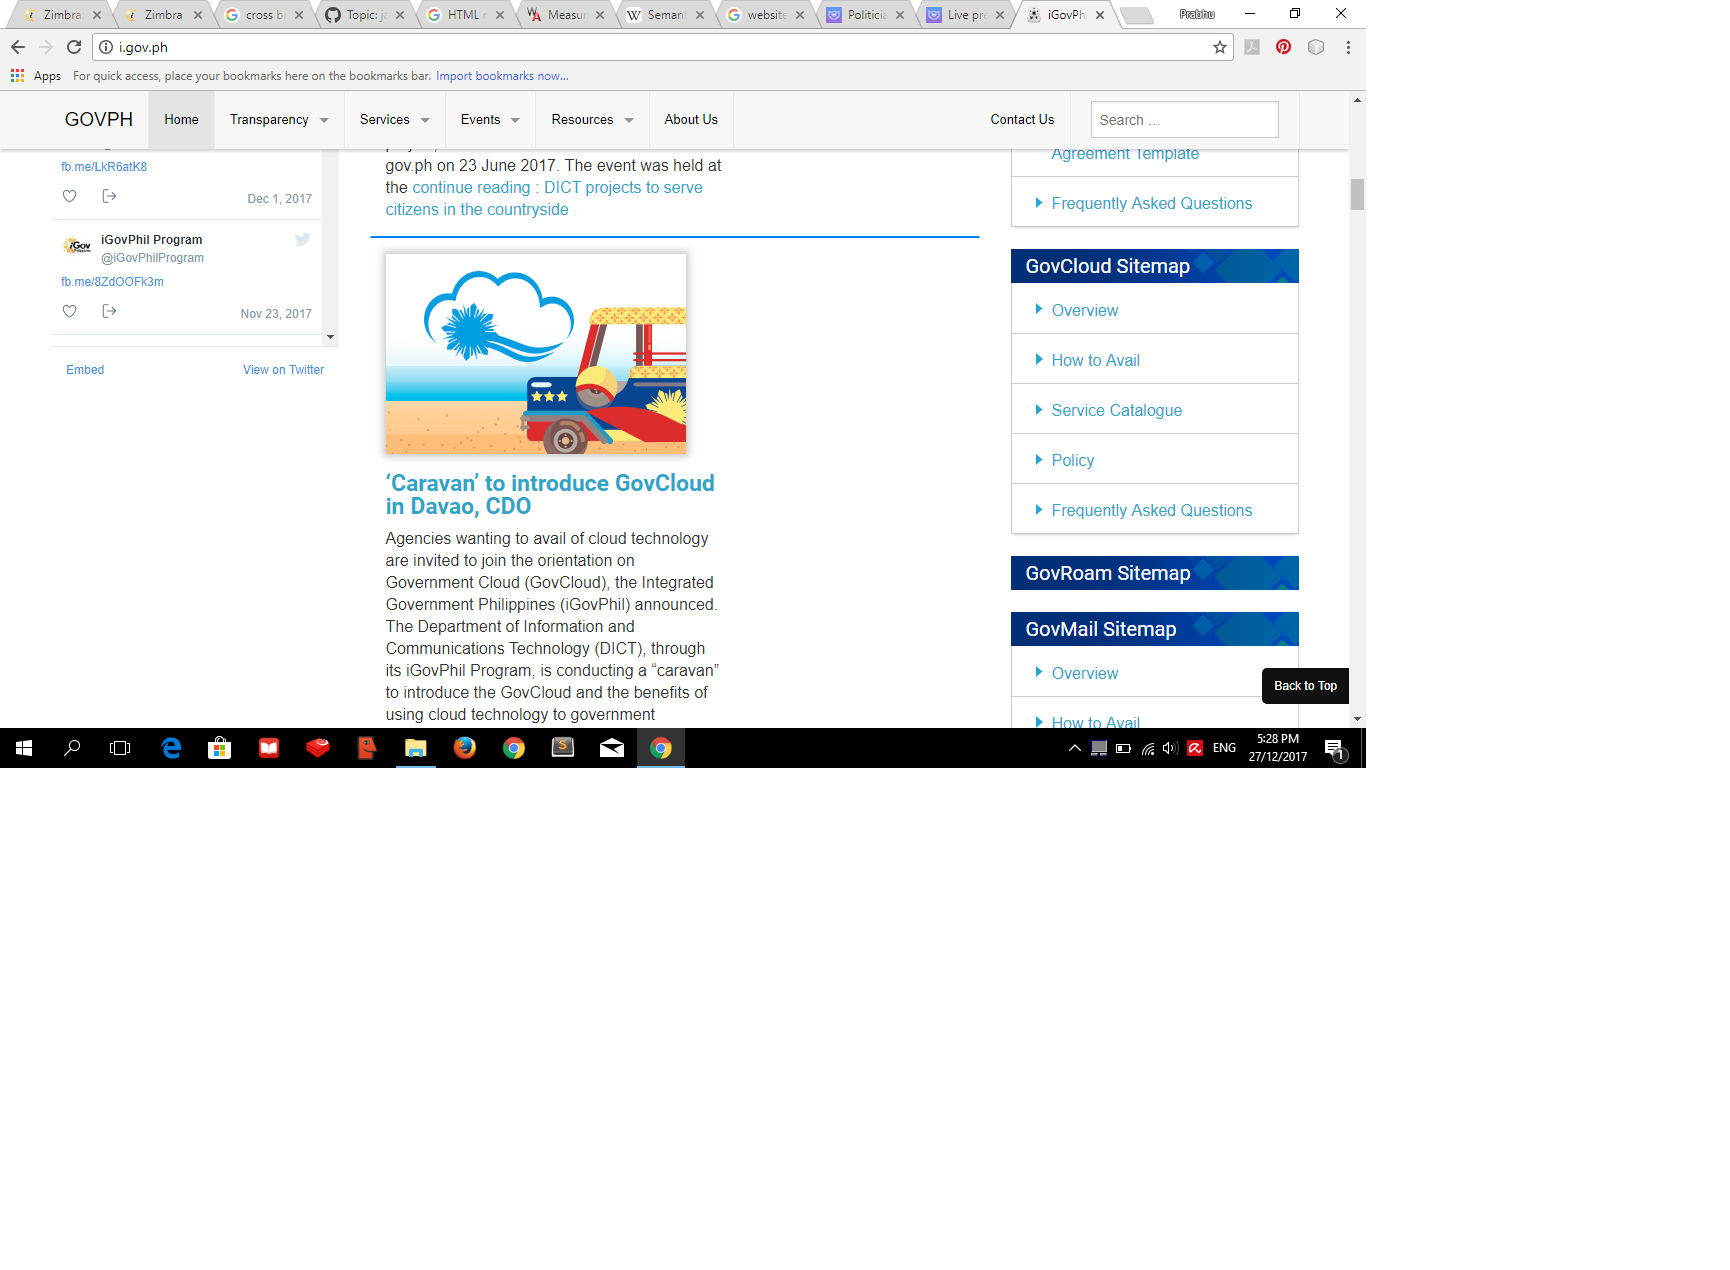 Zimbra
Zimbra
cross b
Topic: ja
HTML r
Measur
Seman
website
Politicia
Live pre
iGovPh
Prabhu
i.gov.ph
Apps
For quick access, place your bookmarks here on the bookmarks bar. Import bookmarks now...
GOVPH
Home
Transparency
Services
Events
Resources
About Us
Contact Us
Search …
fb.me/LkR6atK8
Dec 1, 2017
iGovPhil Program
@iGovPhilProgram
fb.me/8ZdOOFk3m
Nov 23, 2017
Embed
View on Twitter
gov.ph on 23 June 2017. The event was held at
the continue reading : DICT projects to serve
citizens in the countryside
‘Caravan’ to introduce GovCloud
in Davao, CDO
Agencies wanting to avail of cloud technology
are invited to join the orientation on
Government Cloud (GovCloud), the Integrated
Government Philippines (iGovPhil) announced.
The Department of Information and
Communications Technology (DICT), through
its iGovPhil Program, is conducting a “caravan”
to introduce the GovCloud and the benefits of
using cloud technology to government
Agreement Template
Frequently Asked Questions
GovCloud Sitemap
Overview
How to Avail
Service Catalogue
Policy
Frequently Asked Questions
GovRoam Sitemap
GovMail Sitemap
Overview
How to Avail
Back to Top
ENG
5:28 PM
27/12/2017
1